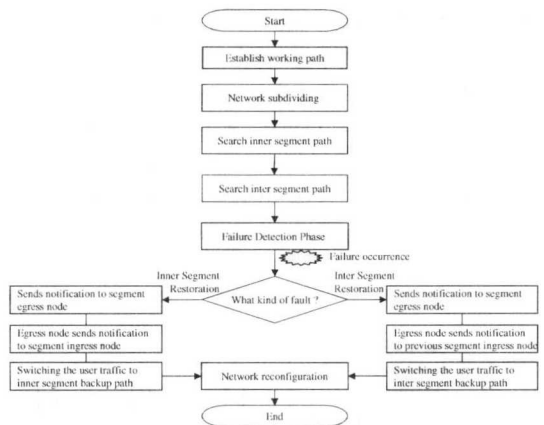 Start
Establish working path
Network subdividing
Search inner segment path
Search inter segment path
Failure Detection Phase
Failure occurrence
Inner Segment
Restoration
Inter Segment
Restoration
What kind of fault ?
Sends notification to segment
egress node
Egress node sends notification
to segment ingress node
Switching the user traffic to
inner segment backup path
Sends notification to segment
egress node
Egress node sends notification
to previous segment ingress node
Switching the user traffic to
inter segment backup path
Network reconfiguration
End